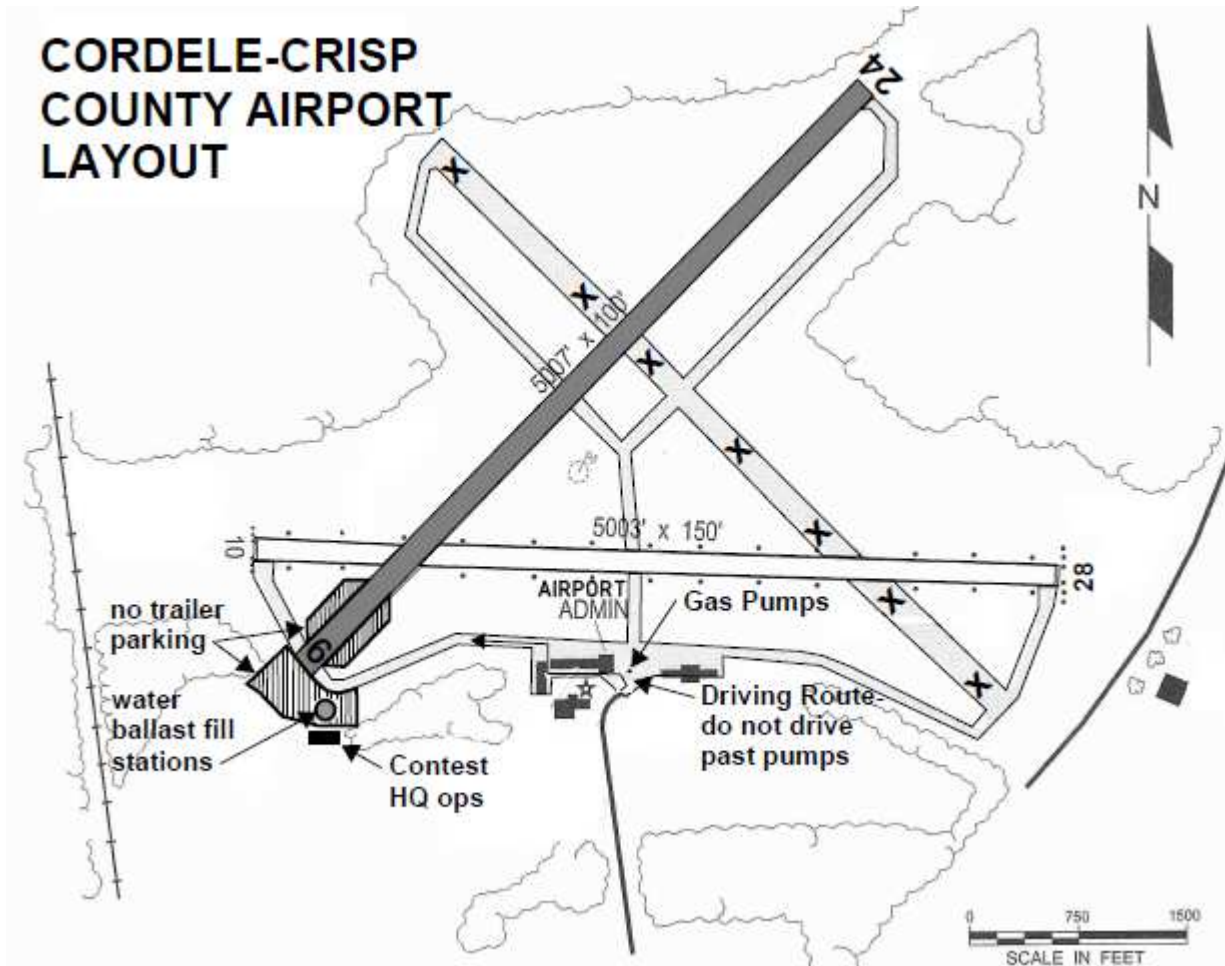 CORDELE-CRISP
COUNTY AIRPORT
LAYOUT
24
X
N
X
5007' x 100'
X
X
5003' x 150'
10
X
28
AIRPORT
ADMIN
Gas Pumps
X
no trailer
parking
6
X
water
ballast fill
stations
Driving Route-
do not drive
past pumps
Contest
HQ ops
0 750 1500
SCALE IN FEET